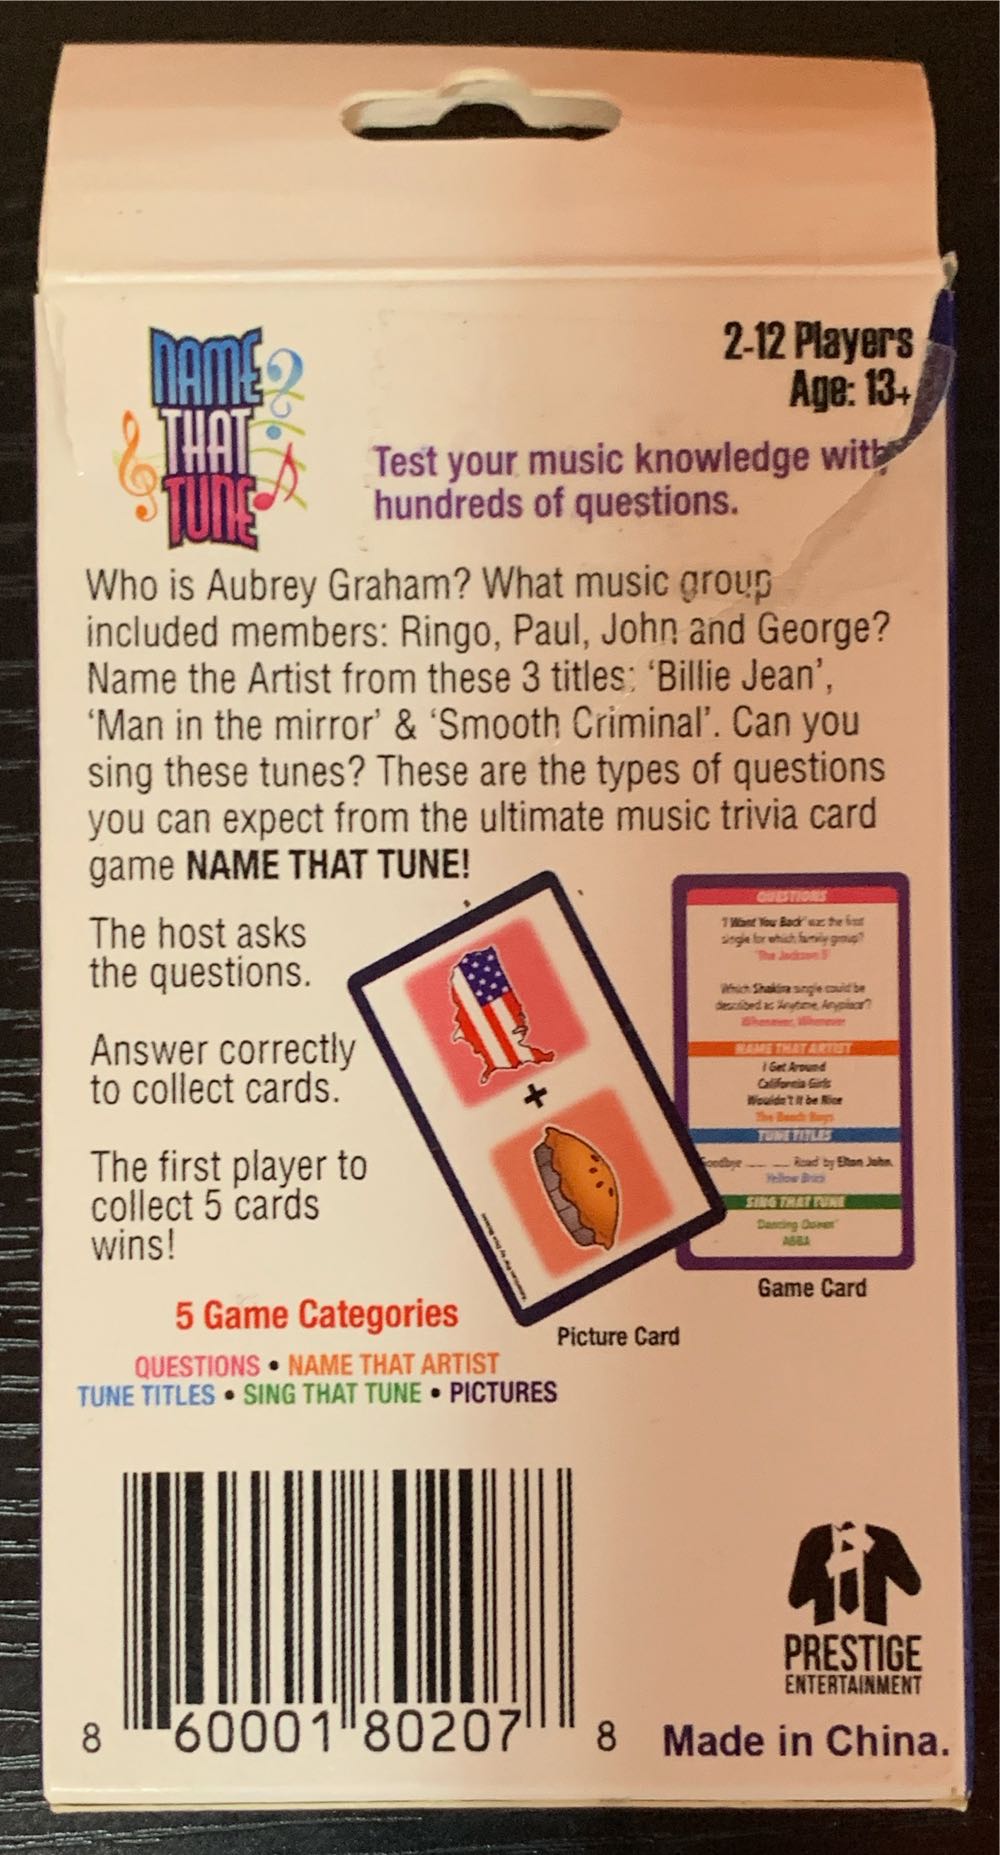 NAME
THAT
TUNE
2-12 Players
Age: 13+
Test your music knowledge with
hundreds of questions.
Who is Aubrey Graham? What music group
included members: Ringo, Paul, John and George?
Name the Artist from these 3 titles: ‘Billie Jean’,
‘Man in the mirror’ & ‘Smooth Criminal’. Can you
sing these tunes? These are the types of questions
you can expect from the ultimate music trivia card
game NAME THAT TUNE!
The host asks
the questions.
Answer correctly
to collect cards.
The first player to
collect 5 cards
wins!
+
Picture Card
QUESTIONS
'I Want You Back' was the first
single for which family group?
'The Jackson 5'
Which Shakira single could be
described as 'Anytime, Anyplace'?
Whenever, Wherever
NAME THAT ARTIST
I Get Around
California Girls
Wouldn't It be Nice
The Beach Boys
TUNE TITLES
Goodbye ___ ___ Road' by Elton John.
Yellow Brick
SING THAT TUNE
Dancing Queen'
ABBA
Game Card
5 Game Categories
QUESTIONS • NAME THAT ARTIST
TUNE TITLES • SING THAT TUNE • PICTURES
8 60001 80207 8
PRESTIGE
ENTERTAINMENT
Made in China.